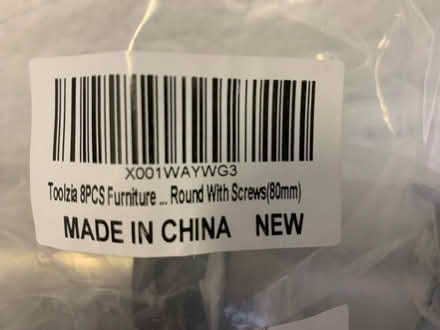 X001WAYWG3
Toolzia 8PCS Furniture ... Round With Screws(80mm)
MADE IN CHINA NEW